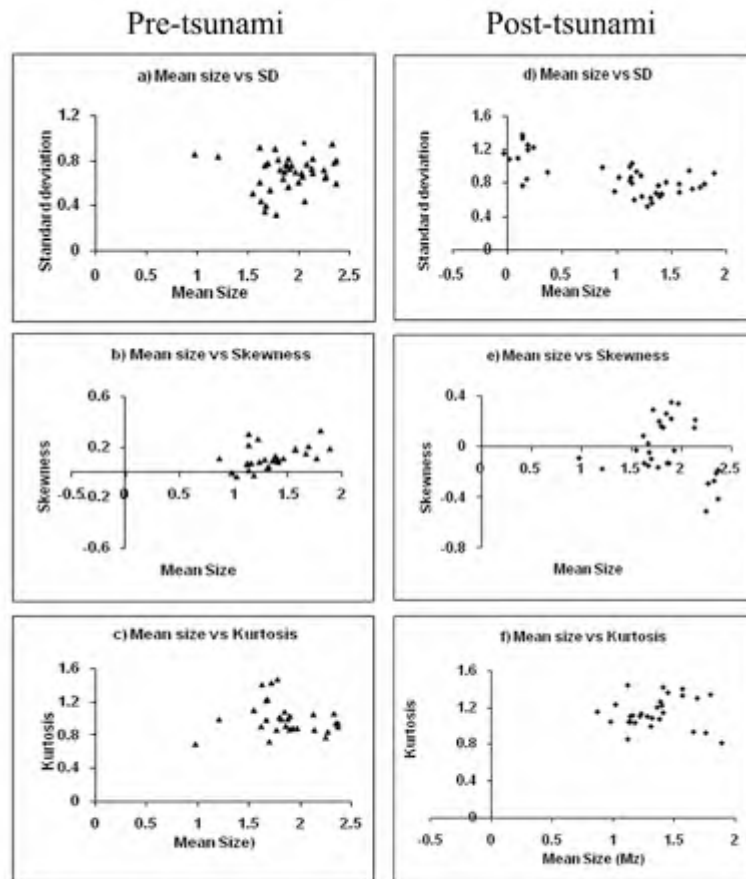 Pre-tsunami
Post-tsunami
a) Mean size vs SD
Standard deviation
1.2
0.8
0.4
0
0 0.5 1 1.5 2 2.5
Mean Size
d) Mean size vs SD
Standard deviation
1.6
1.2
0.8
0.4
0
-0.5 0 0.5 1 1.5 2
Mean Size
b) Mean size vs Skewness
Skewness
0.6
0.2
-0.5 0.2 0 0.5 1 1.5 2
-0.6
Mean Size
e) Mean size vs Skewness
Skewness
0.4
0
0 0.5 1 1.5 2 2.5
-0.4
-0.8
Mean Size
c) Mean size vs Kurtosis
Kurtosis
1.6
1.2
0.8
0.4
0
0 0.5 1 1.5 2 2.5
Mean Size)
f) Mean size vs Kurtosis
Kurtosis
1.6
1.2
0.8
0.4
0
-0.5 0 0.5 1 1.5 2
Mean Size (Mz)